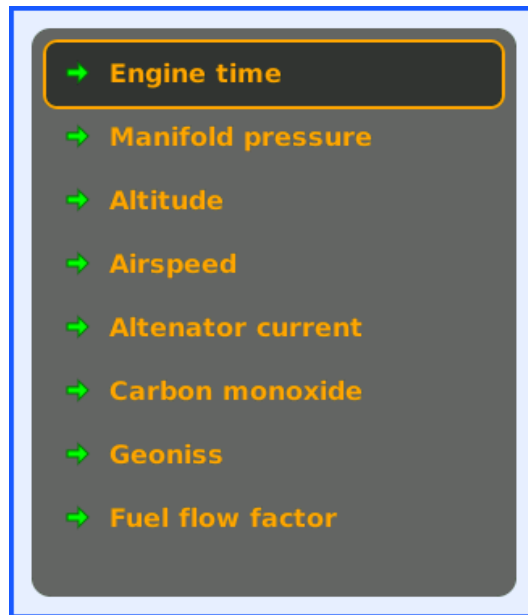 Engine time
Manifold pressure
Altitude
Airspeed
Altenator current
Carbon monoxide
Geoniss
Fuel flow factor